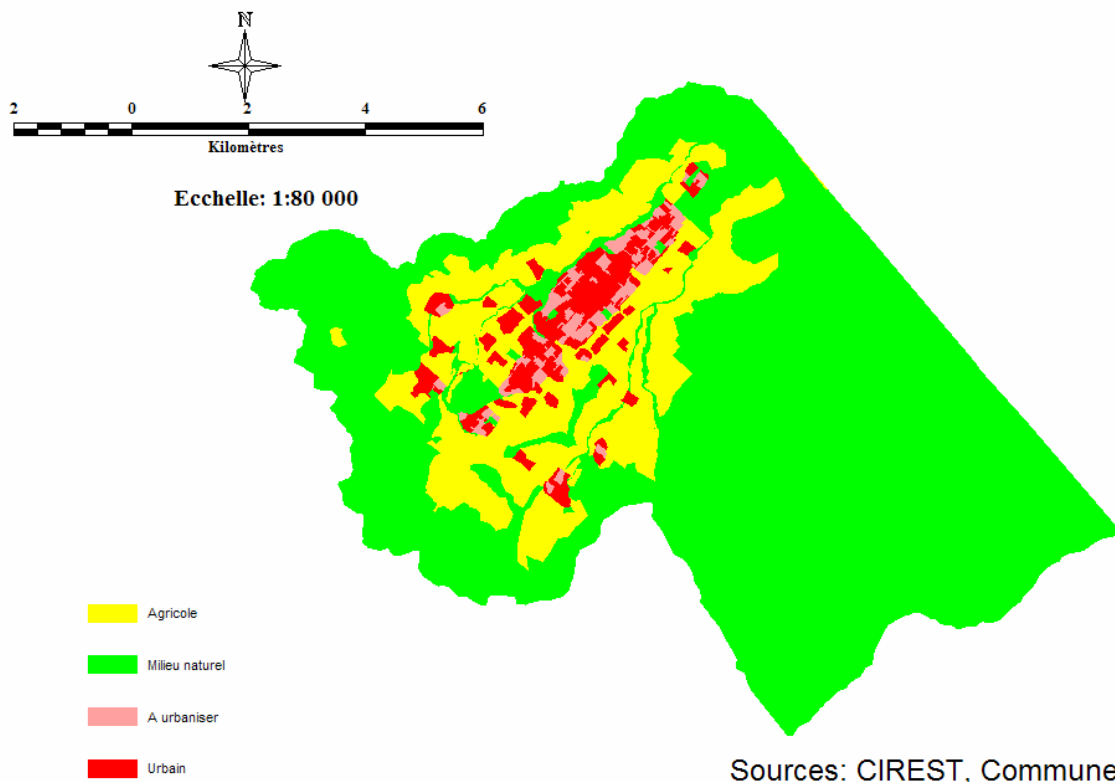 N
2 0 2 4 6
Kilomètres
Ecchelle: 1:80 000
Agricole
Milieu naturel
A urbaniser
Urbain
Sources: CIREST, Commune